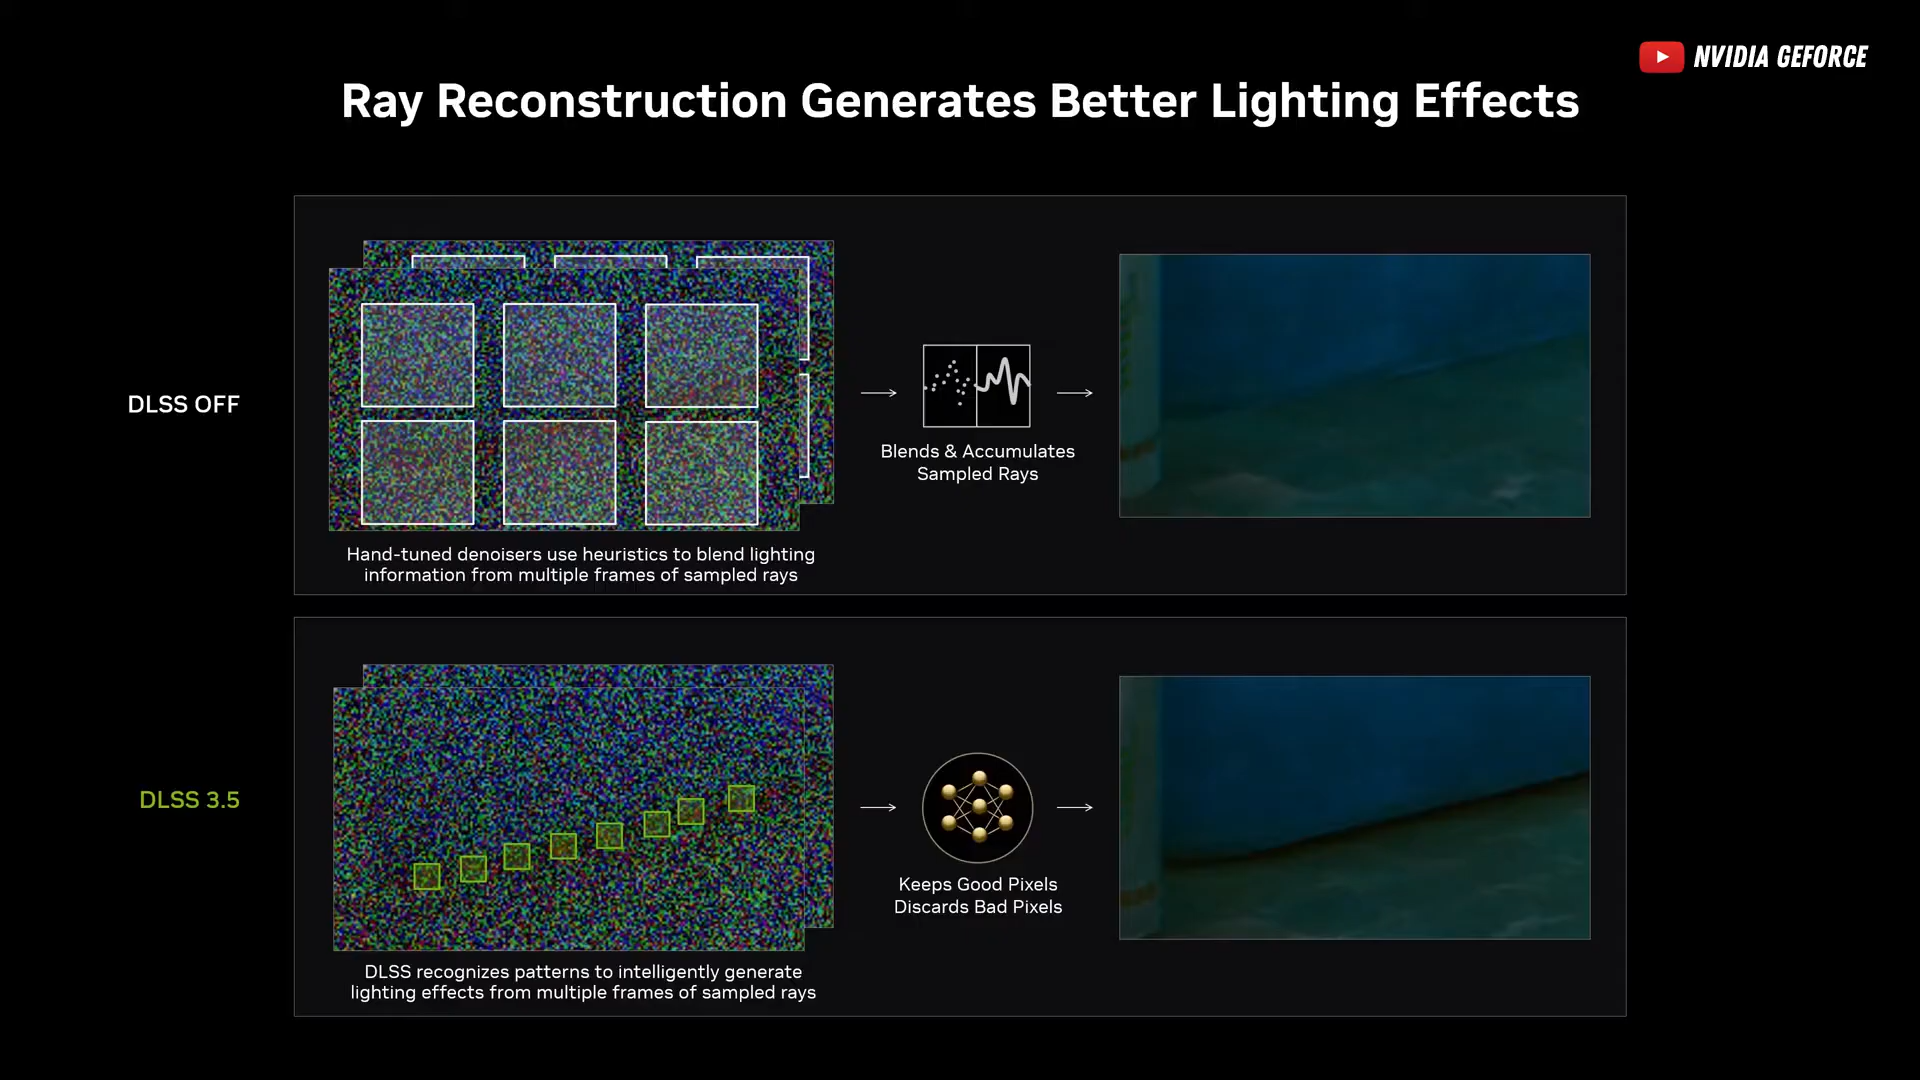 NVIDIA GEFORCE
Ray Reconstruction Generates Better Lighting Effects
DLSS OFF
Blends & Accumulates
Sampled Rays
Hand-tuned denoisers use heuristics to blend lighting
information from multiple frames of sampled rays
DLSS 3.5
Keeps Good Pixels
Discards Bad Pixels
DLSS recognizes patterns to intelligently generate
lighting effects from multiple frames of sampled rays